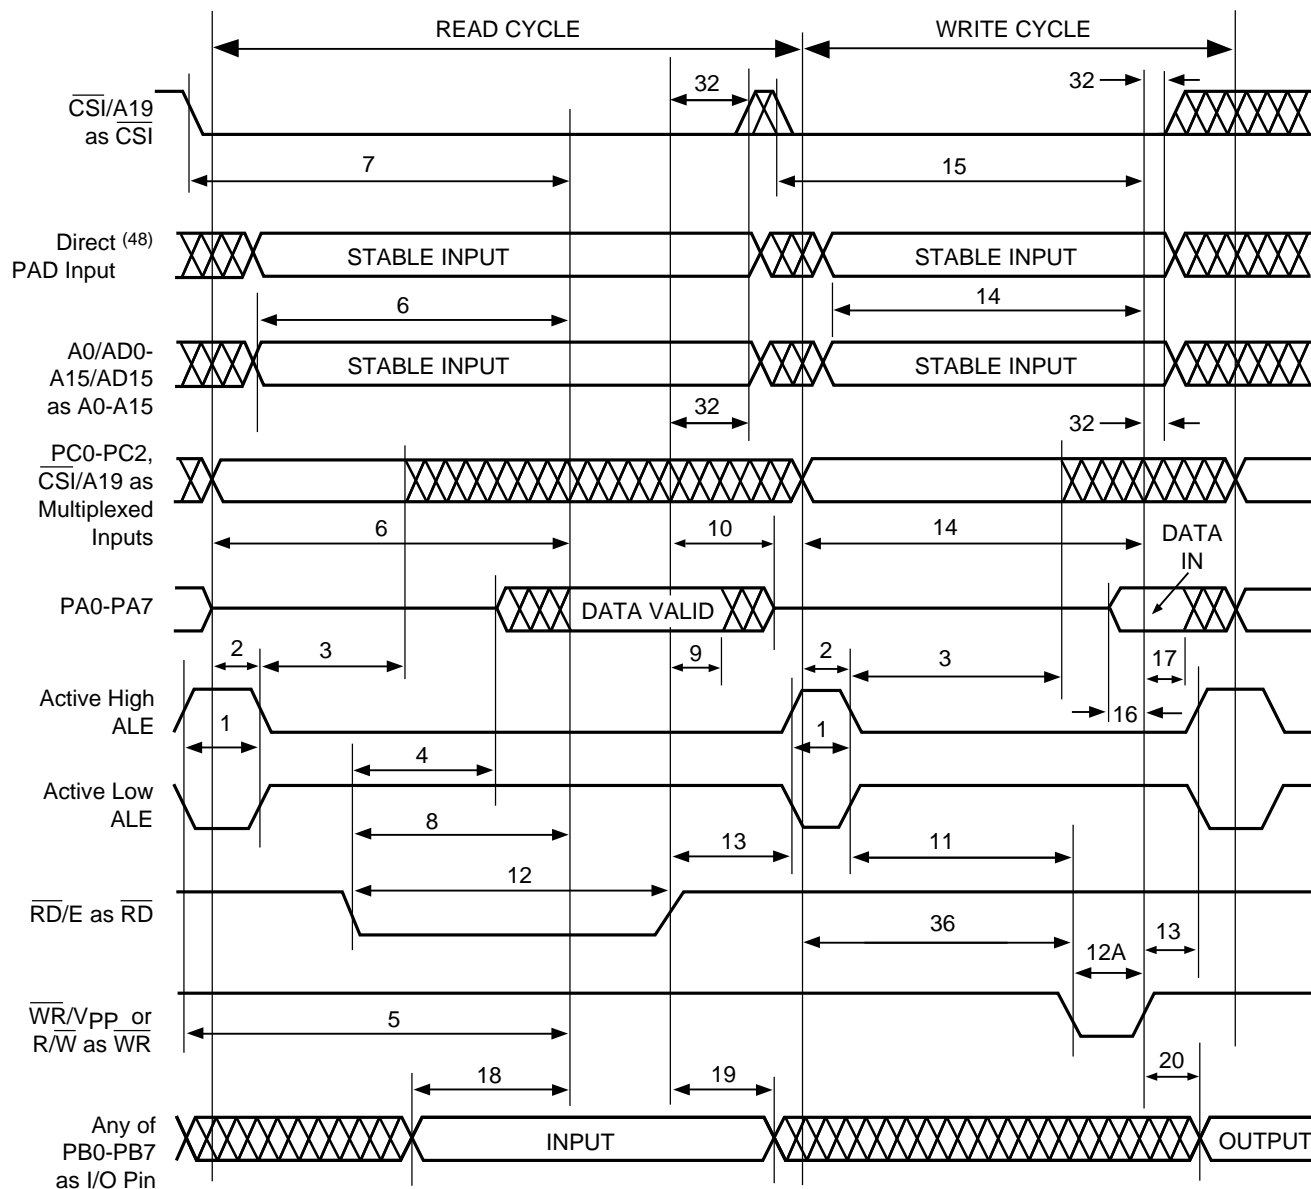 READ CYCLE
WRITE CYCLE
32
32
CSI/A19
as CSI
7
15
Direct (48)
PAD Input
STABLE INPUT
STABLE INPUT
6
14
A0/AD0-
A15/AD15
as A0-A15
STABLE INPUT
STABLE INPUT
32
32
PC0-PC2,
CSI/A19 as
Multiplexed
Inputs
6
10
14
DATA
IN
PA0-PA7
DATA VALID
2
3
9
2
3
17
Active High
ALE
1
1
16
4
Active Low
ALE
8
13
11
12
RD/E as RD
36
12A
13
WR/VPP or
R/W as WR
5
18
19
20
Any of
PB0-PB7
as I/O Pin
INPUT
OUTPUT